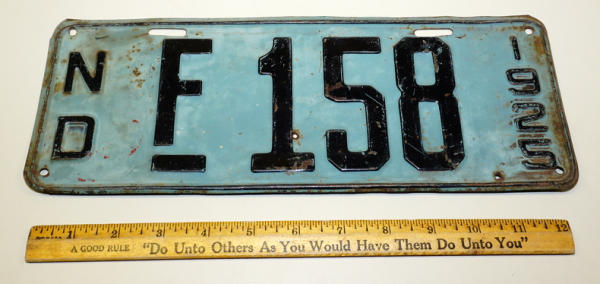 ND F 158 1925
1 2 3 4 5 6 7 8 9 10 11 12
A GOOD RULE "Do Unto Others As You Would Have Them Do Unto You"